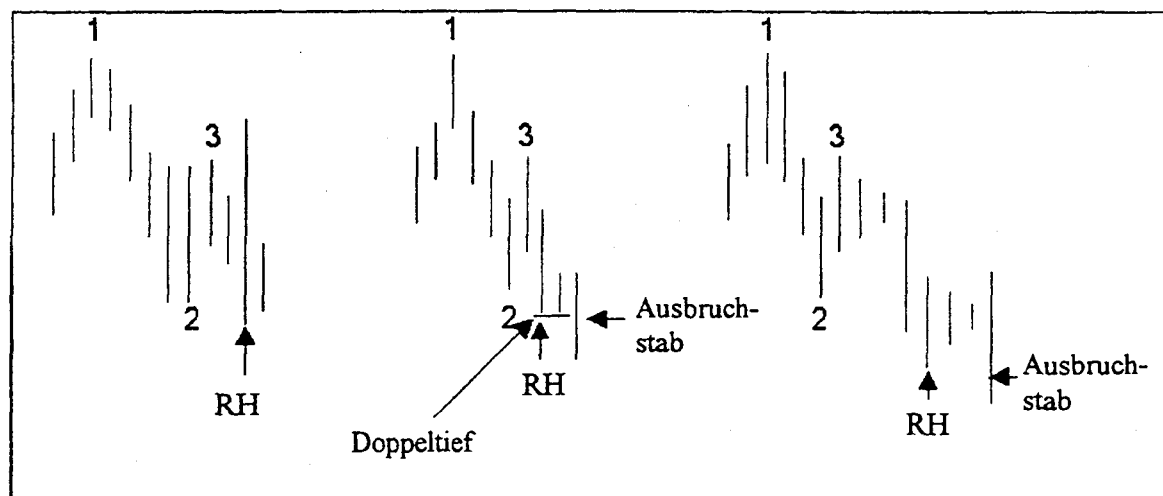 1
3
2
RH
1
3
2
Ausbruch-
stab
RH
Doppeltief
1
3
2
Ausbruch-
stab
RH